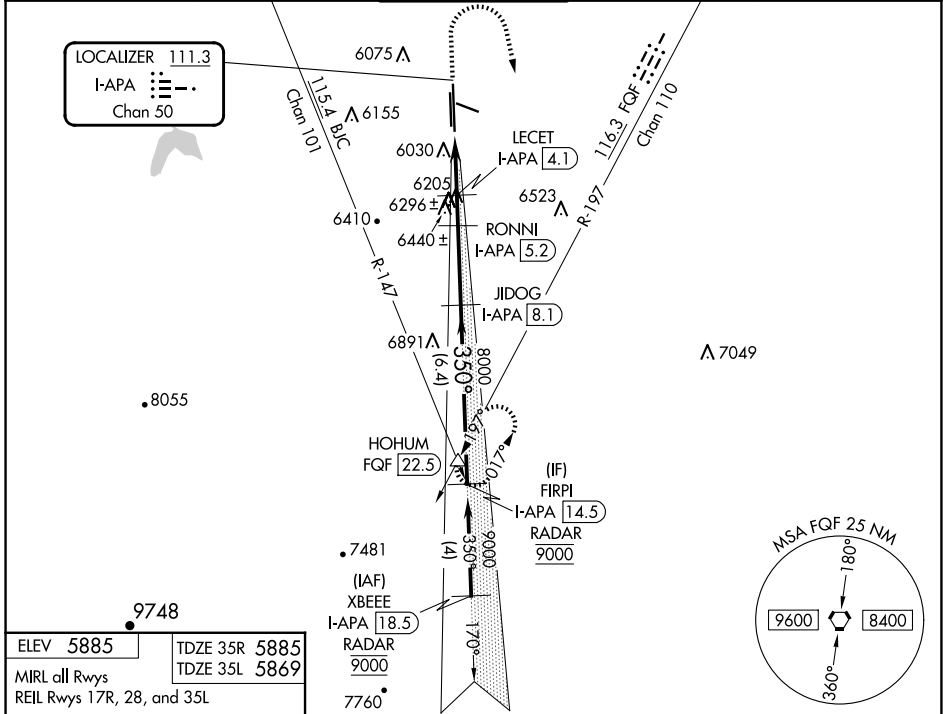 LOCALIZER 111.3
I-APA
Chan 50
6075
115.4 BJC
Chan 101
6155
116.3 FQF
Chan 110
LECET
I-APA 4.1
6030
6205
6296 ±
6523
6410
6440 ±
RONNI
I-APA 5.2
R-197
R-147
JIDOG
I-APA 8.1
6891
350°
8000
(6.4)
7049
8055
197°
017°
HOHUM
FQF 22.5
(IF)
FIRPI
I-APA 14.5
RADAR
9000
350°
9000
(4)
7481
(IAF)
XBEEE
I-APA 18.5
RADAR
9000
170°
7760
9748
MSA FQF 25 NM
180°
9600
8400
360°
ELEV 5885
TDZE 35R 5885
TDZE 35L 5869
MIRL all Rwys
REIL Rwys 17R, 28, and 35L